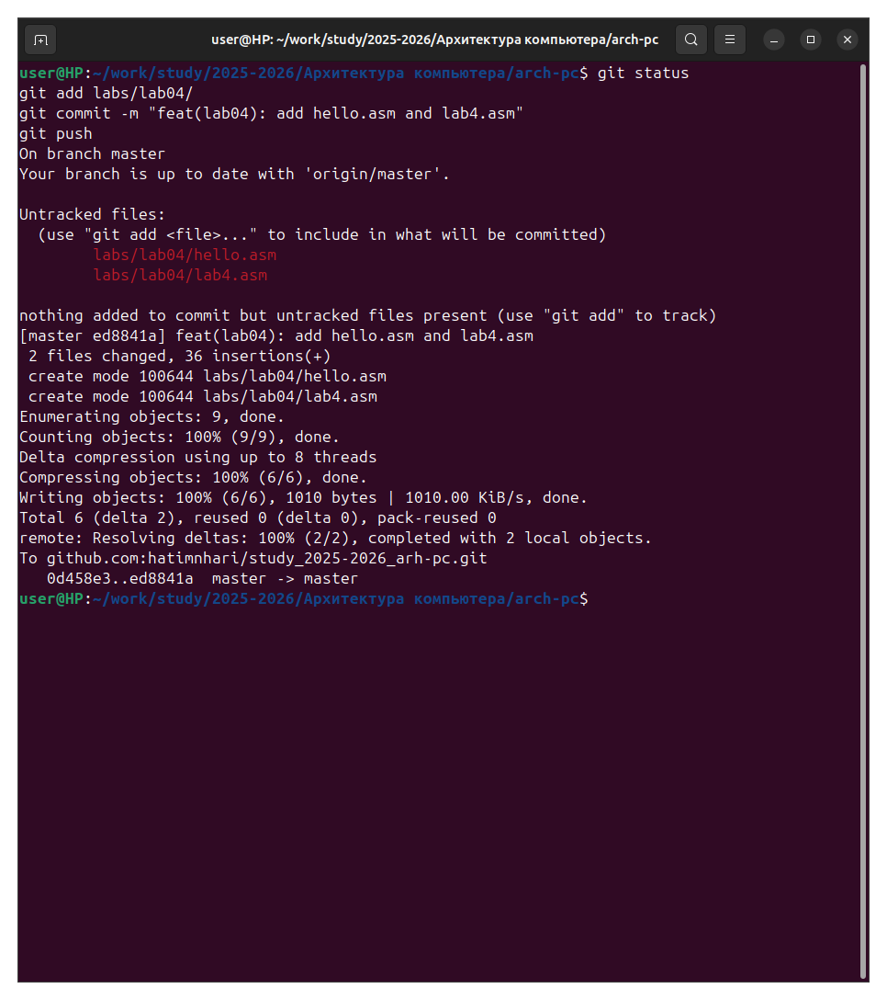 user@HP: ~/work/study/2025-2026/Архитектура компьютера/arch-pc
user@HP:~/work/study/2025-2026/Архитектура компьютера/arch-pc$ git status
git add labs/lab04/
git commit -m "feat(lab04): add hello.asm and lab4.asm"
git push
On branch master
Your branch is up to date with 'origin/master'.

Untracked files:
  (use "git add <file>..." to include in what will be committed)
        labs/lab04/hello.asm
        labs/lab04/lab4.asm

nothing added to commit but untracked files present (use "git add" to track)
[master ed8841a] feat(lab04): add hello.asm and lab4.asm
 2 files changed, 36 insertions(+)
 create mode 100644 labs/lab04/hello.asm
 create mode 100644 labs/lab04/lab4.asm
Enumerating objects: 9, done.
Counting objects: 100% (9/9), done.
Delta compression using up to 8 threads
Compressing objects: 100% (6/6), done.
Writing objects: 100% (6/6), 1010 bytes | 1010.00 KiB/s, done.
Total 6 (delta 2), reused 0 (delta 0), pack-reused 0
remote: Resolving deltas: 100% (2/2), completed with 2 local objects.
To github.com:hatimnhari/study_2025-2026_arh-pc.git
   0d458e3..ed8841a  master -> master
user@HP:~/work/study/2025-2026/Архитектура компьютера/arch-pc$